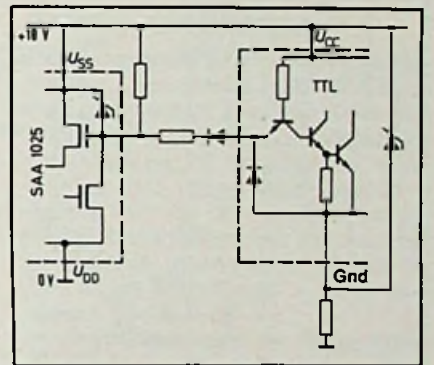 +18 V
U_SS
U_CC
TTL
SAA 1025
Gnd
0 V
U_DD